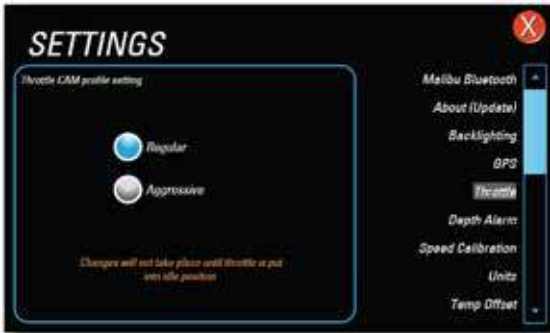 SETTINGS
X
Throttle CAM profile setting
Regular
Aggressive
Changes will not take place until throttle is put
into idle position
Malibu Bluetooth
About (Update)
Backlighting
GPS
Throttle
Depth Alarm
Speed Calibration
Units
Temp Offset